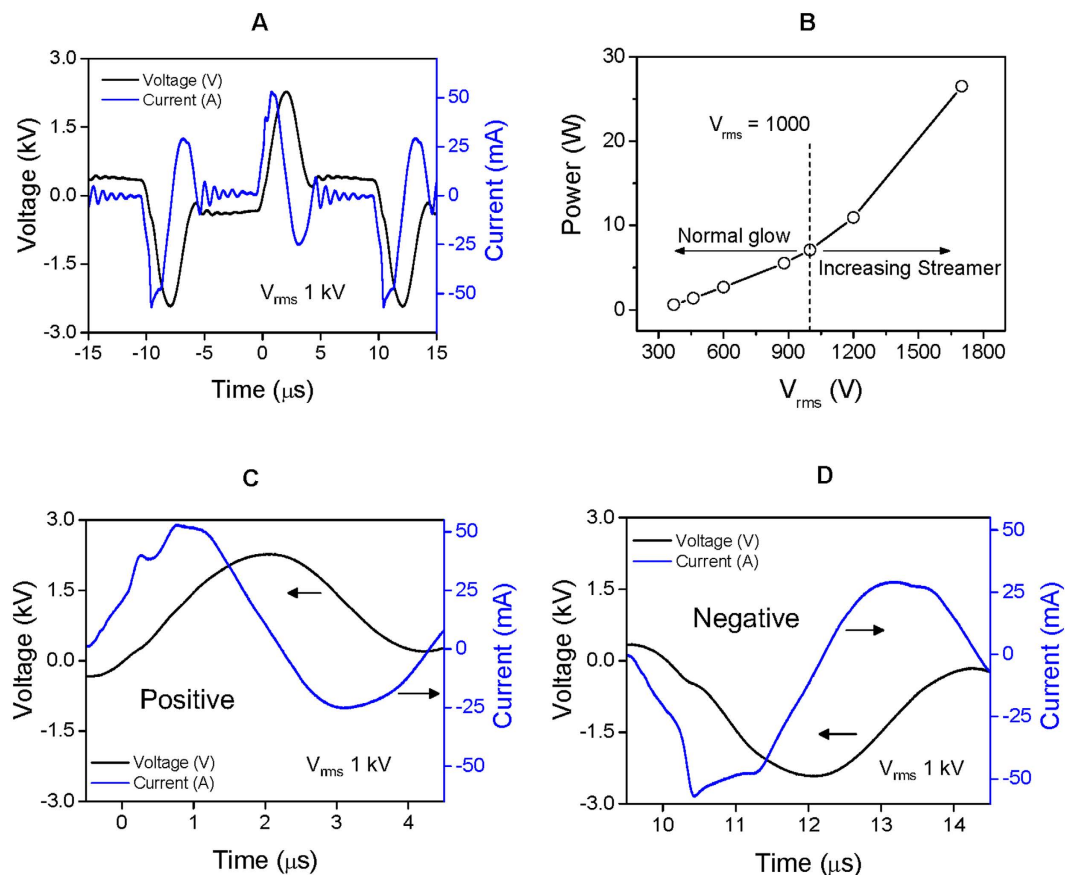 A
Voltage (V)
Current (A)
3.0
1.5
0.0
-1.5
-3.0
Voltage (kV)
50
25
0
-25
-50
Current (mA)
Vrms 1 kV
-15 -10 -5 0 5 10 15
Time (μs)
B
30
20
10
0
Power (W)
Vrms = 1000
Normal glow
Increasing Streamer
300 600 900 1200 1500 1800
Vrms (V)
C
3.0
1.5
0.0
-1.5
-3.0
Voltage (kV)
50
25
0
-25
-50
Current (mA)
Positive
Voltage (V)
Current (A)
Vrms 1 kV
0 1 2 3 4
Time (μs)
D
Voltage (V)
Current (A)
3.0
1.5
0.0
-1.5
-3.0
Voltage (kV)
50
25
0
-25
-50
Current (mA)
Negative
Vrms 1 kV
10 11 12 13 14
Time (μs)